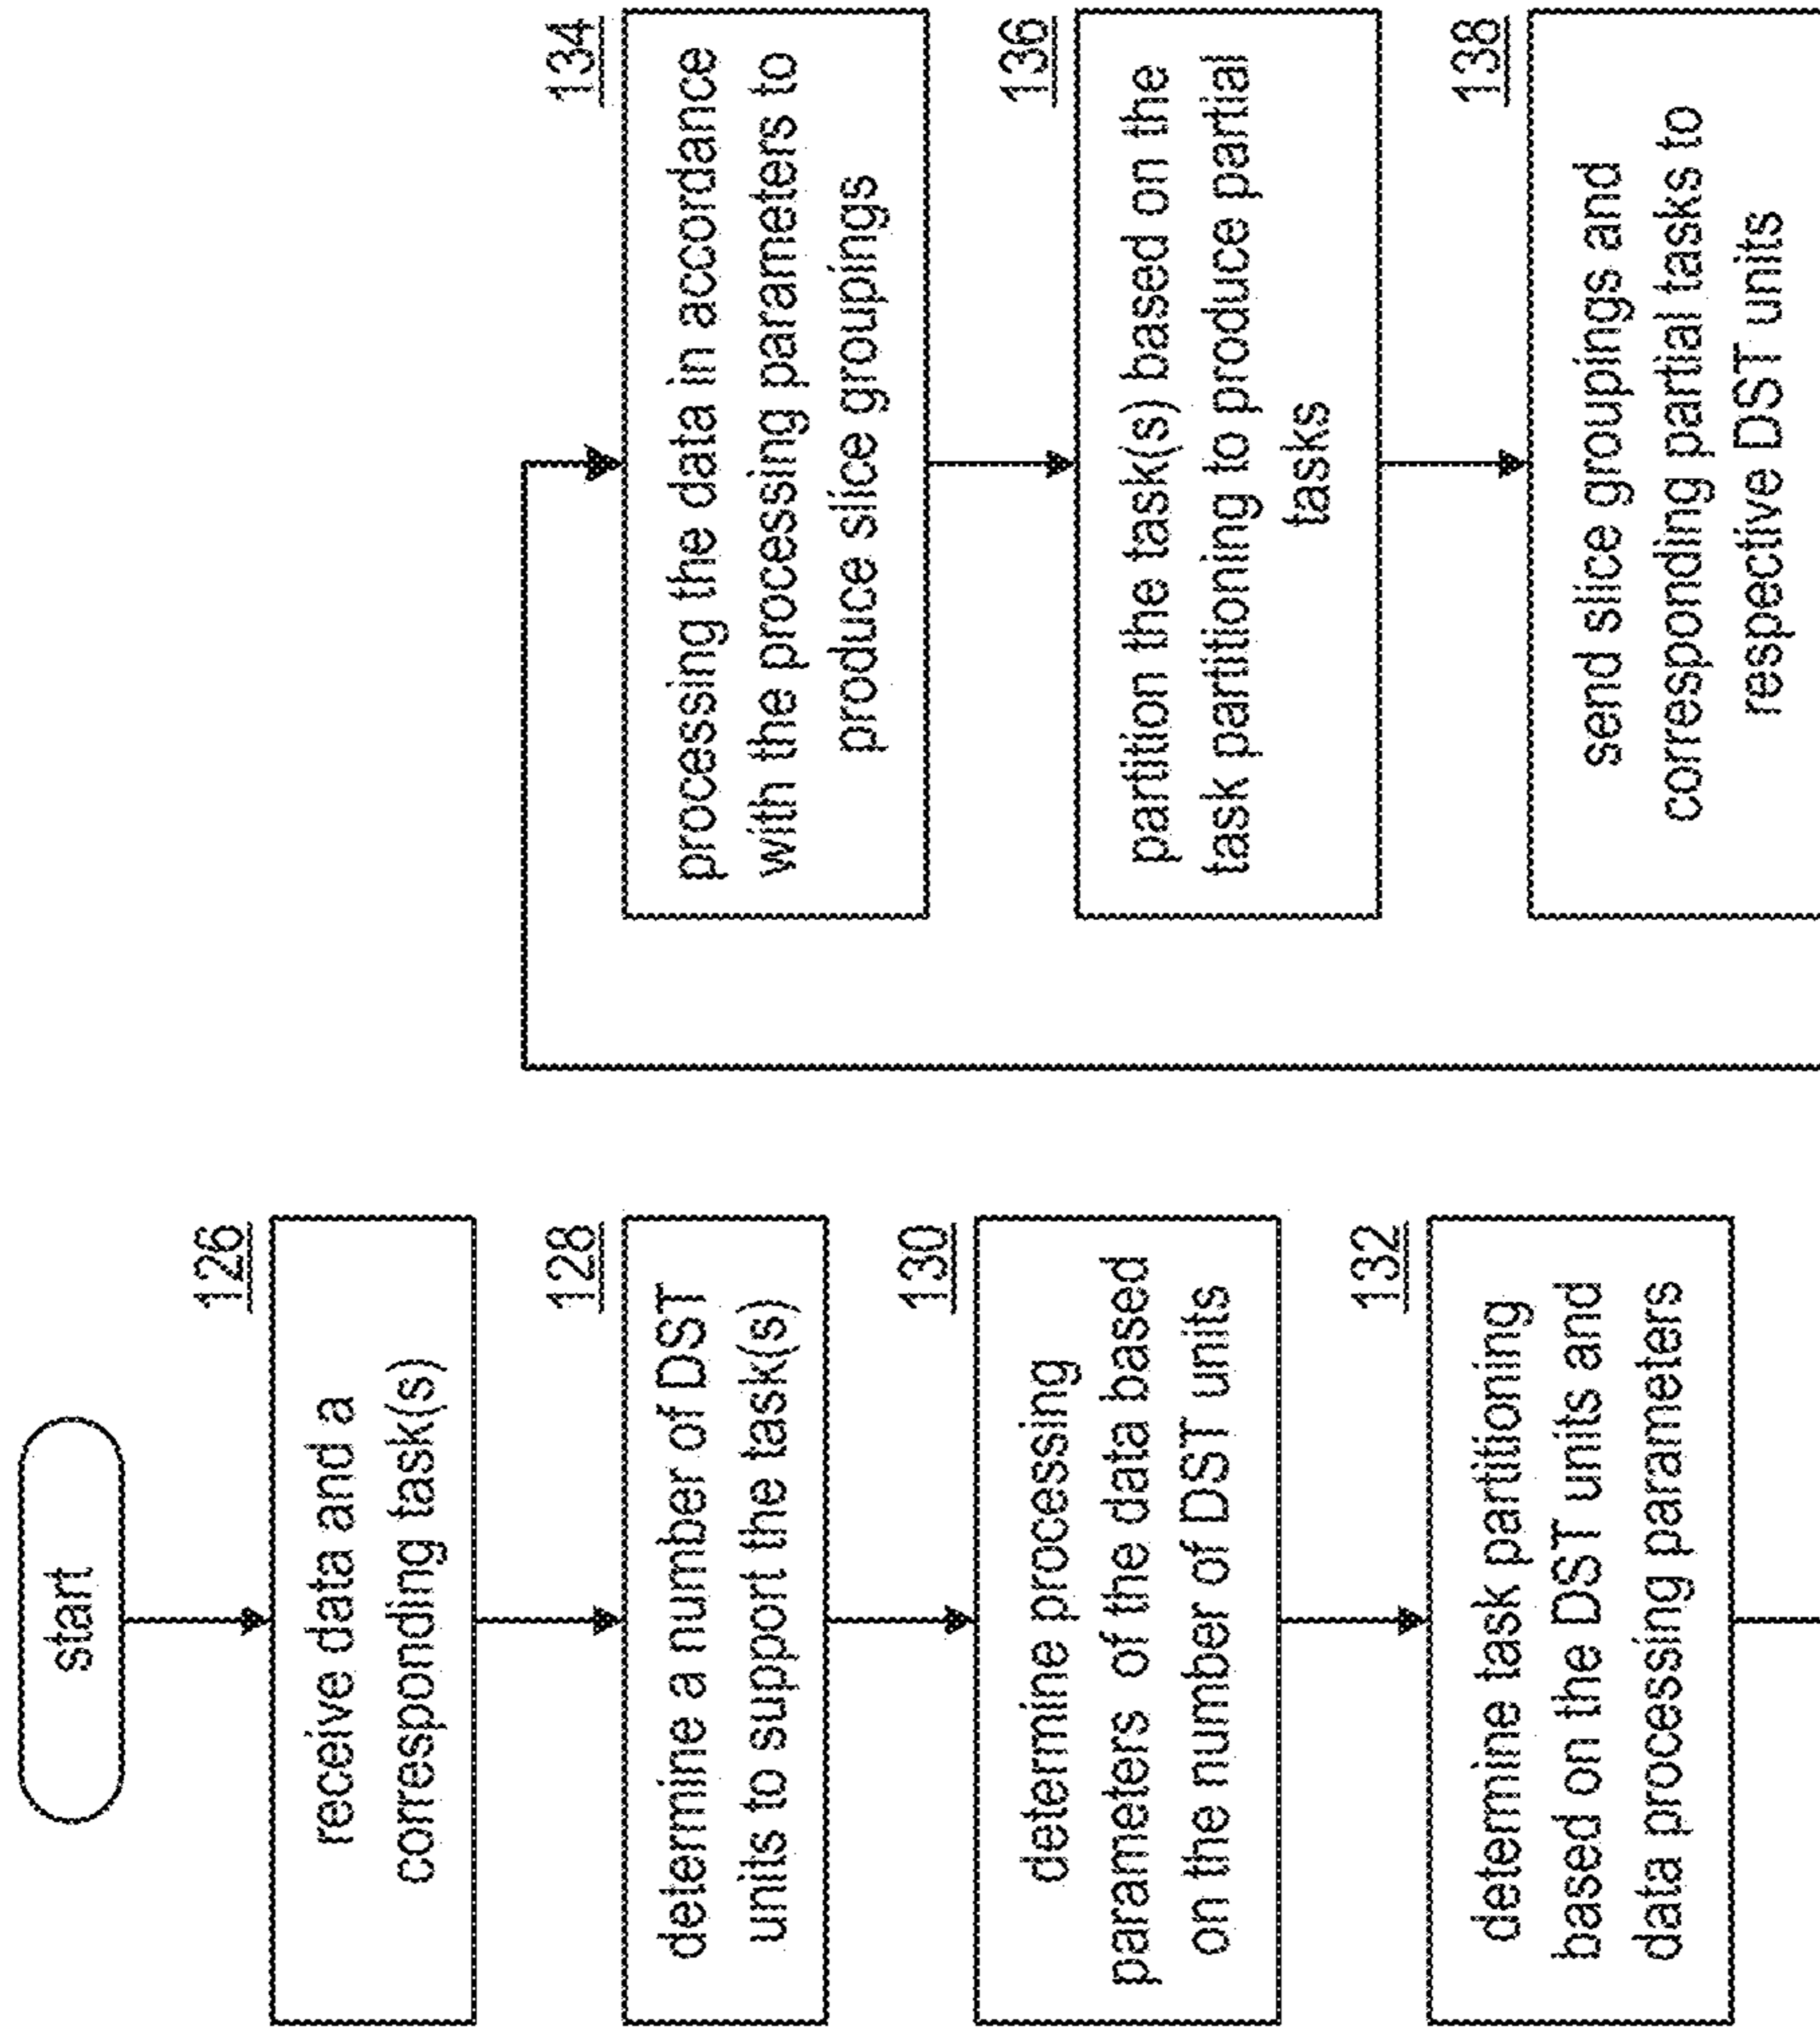 start
126
receive data and a
corresponding task(s)
128
determine a number of DST
units to support the task(s)
130
determine processing
parameters of the data based
on the number of DST units
132
determine task partitioning
based on the DST units and
data processing parameters
134
processing the data in accordance
with the processing parameters to
produce slice groupings
136
partition the task(s) based on the
task partitioning to produce partial
tasks
138
send slice groupings and
corresponding partial tasks to
respective DST units